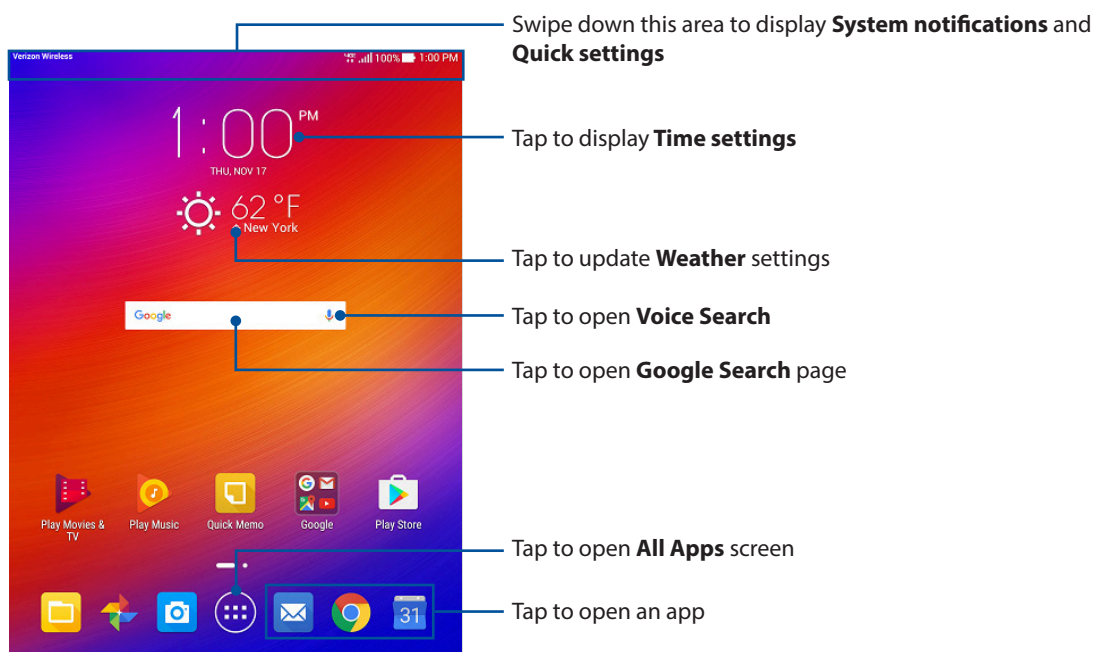 Swipe down this area to display System notifications and
Quick settings
Verizon Wireless 100% 1:00 PM
1:00 PM
Tap to display Time settings
THU, NOV 17
62 °F
New York
Tap to update Weather settings
Google
Tap to open Voice Search
Tap to open Google Search page
Play Movies & TV
Play Music
Quick Memo
Google
Play Store
Tap to open All Apps screen
31
Tap to open an app